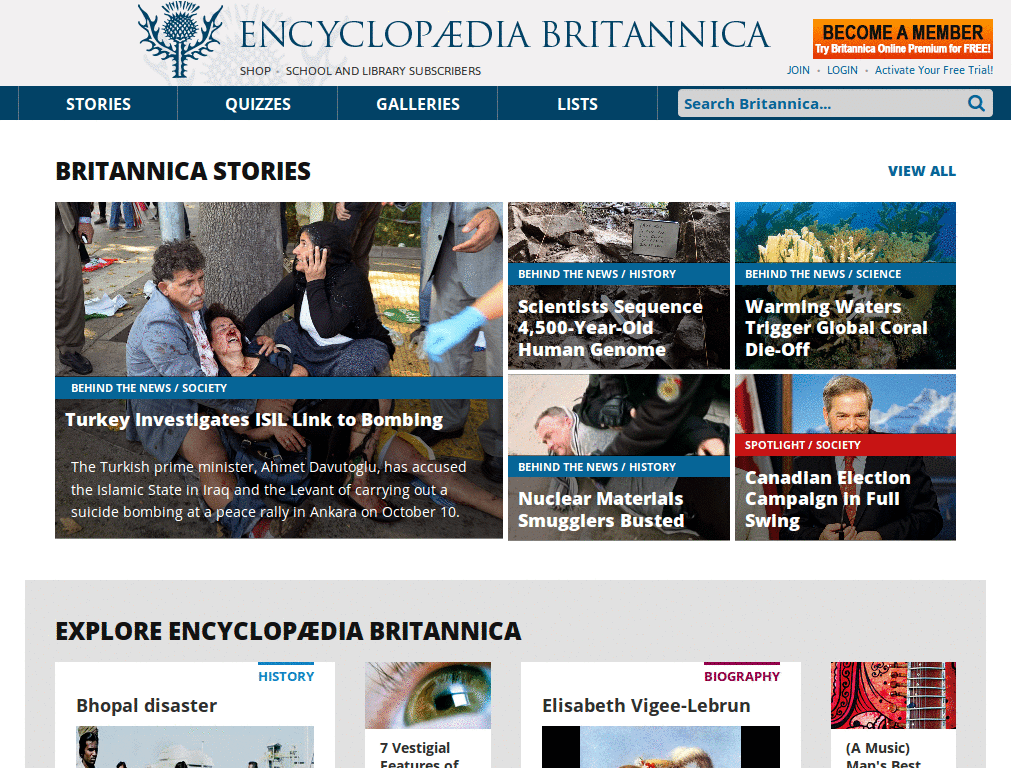 ENCYCLOPÆDIA BRITANNICA
BECOME A MEMBER
Try Britannica Online Premium for FREE!
SHOP • SCHOOL AND LIBRARY SUBSCRIBERS
JOIN • LOGIN • Activate Your Free Trial!
STORIES QUIZZES GALLERIES LISTS Search Britannica...
BRITANNICA STORIES
VIEW ALL
BEHIND THE NEWS / SOCIETY
Turkey Investigates ISIL Link to Bombing
The Turkish prime minister, Ahmet Davutoglu, has accused
the Islamic State in Iraq and the Levant of carrying out a
suicide bombing at a peace rally in Ankara on October 10.
BEHIND THE NEWS / HISTORY
Scientists Sequence
4,500-Year-Old
Human Genome
BEHIND THE NEWS / SCIENCE
Warming Waters
Trigger Global Coral
Die-Off
BEHIND THE NEWS / HISTORY
Nuclear Materials
Smugglers Busted
SPOTLIGHT / SOCIETY
Canadian Election
Campaign in Full
Swing
EXPLORE ENCYCLOPÆDIA BRITANNICA
HISTORY
Bhopal disaster
7 Vestigial
Features of
BIOGRAPHY
Elisabeth Vigee-Lebrun
(A Music)
Man's Best